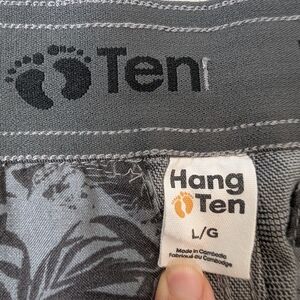 Ten
Hang
Ten
L/G
Made in Cambodia
Fabriqué au Cambodge